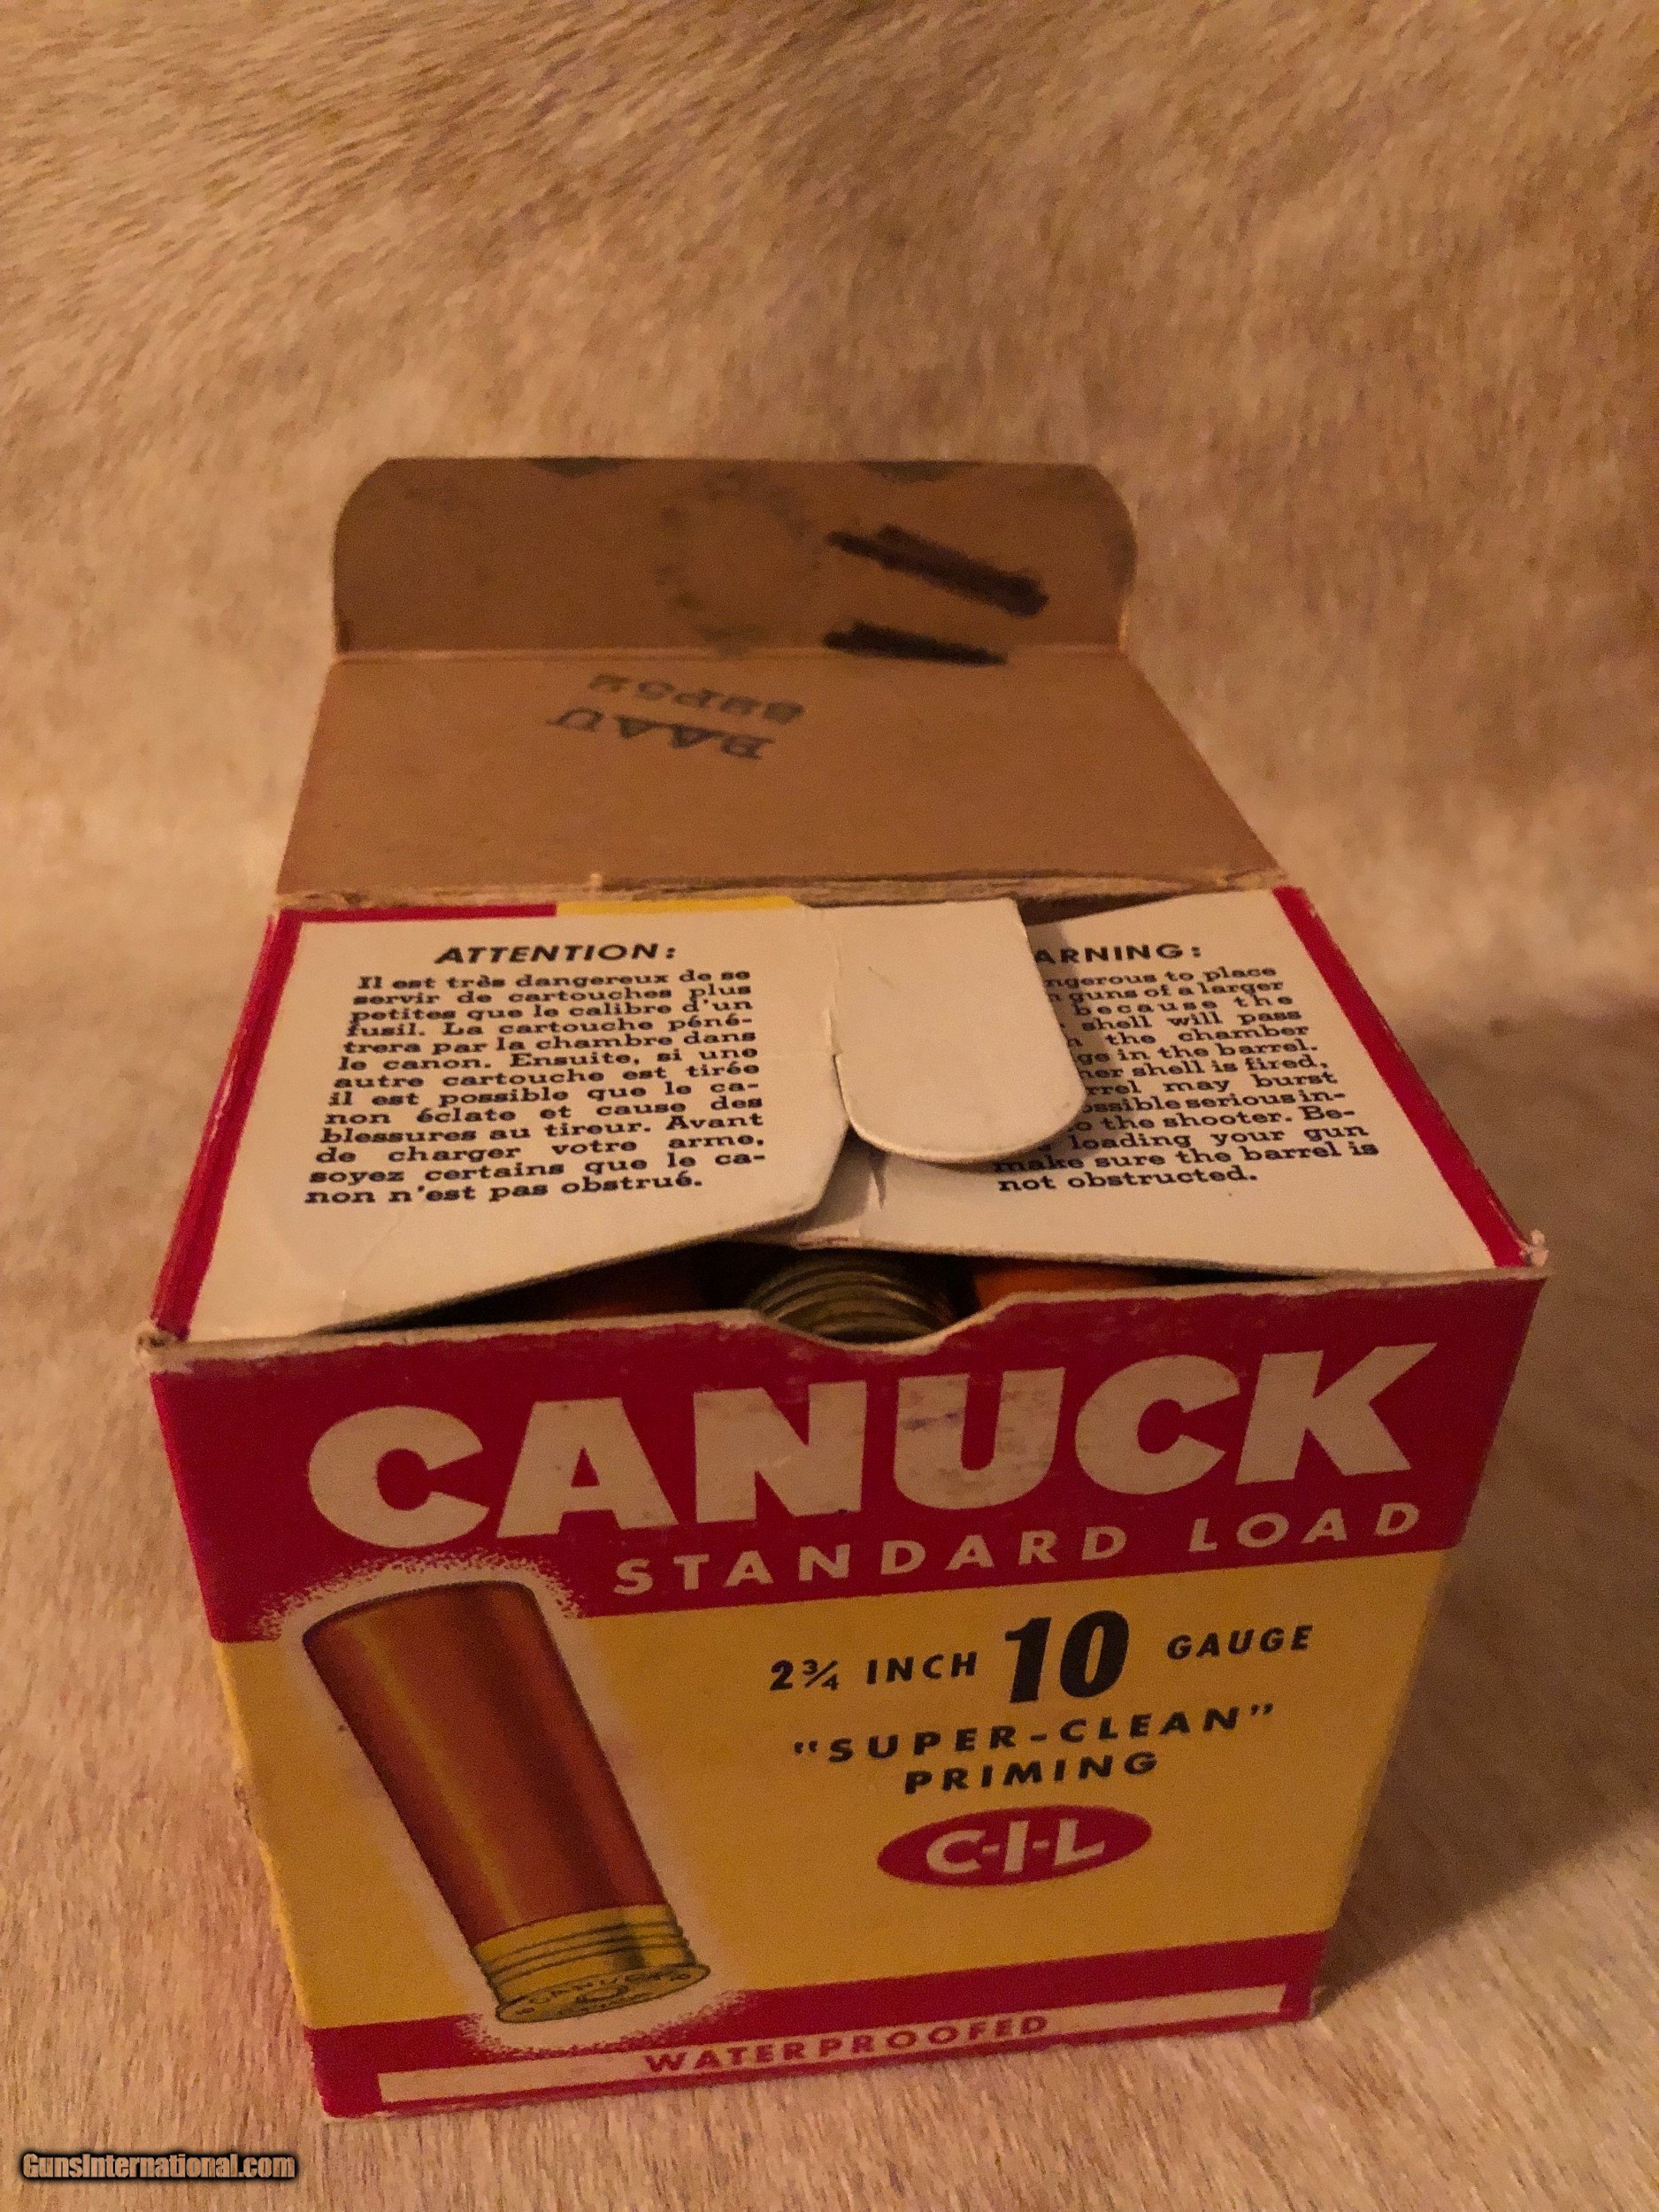 ATTENTION:
Il est très dangereux de se
servir de cartouches plus
petites que le calibre d'un
fusil. La cartouche péné-
trera par la chambre dans
le canon. Ensuite, si une
autre cartouche est tirée
il est possible que le ca-
non éclate et cause des
blessures au tireur. Avant
de charger votre arme,
soyez certains que le ca-
non n'est pas obstrué.
ARNING:
ngerous to place
guns of a larger
because the
shell will pass
the chamber
ge in the barrel.
her shell is fired,
rrel may burst
ssible serious in-
o the shooter. Be-
loading your gun
make sure the barrel is
not obstructed.
CANUCK
STANDARD LOAD
2¾ INCH 10 GAUGE
"SUPER-CLEAN"
PRIMING
C-I-L
CANUCK
WATERPROOFED
GunsInternational.com